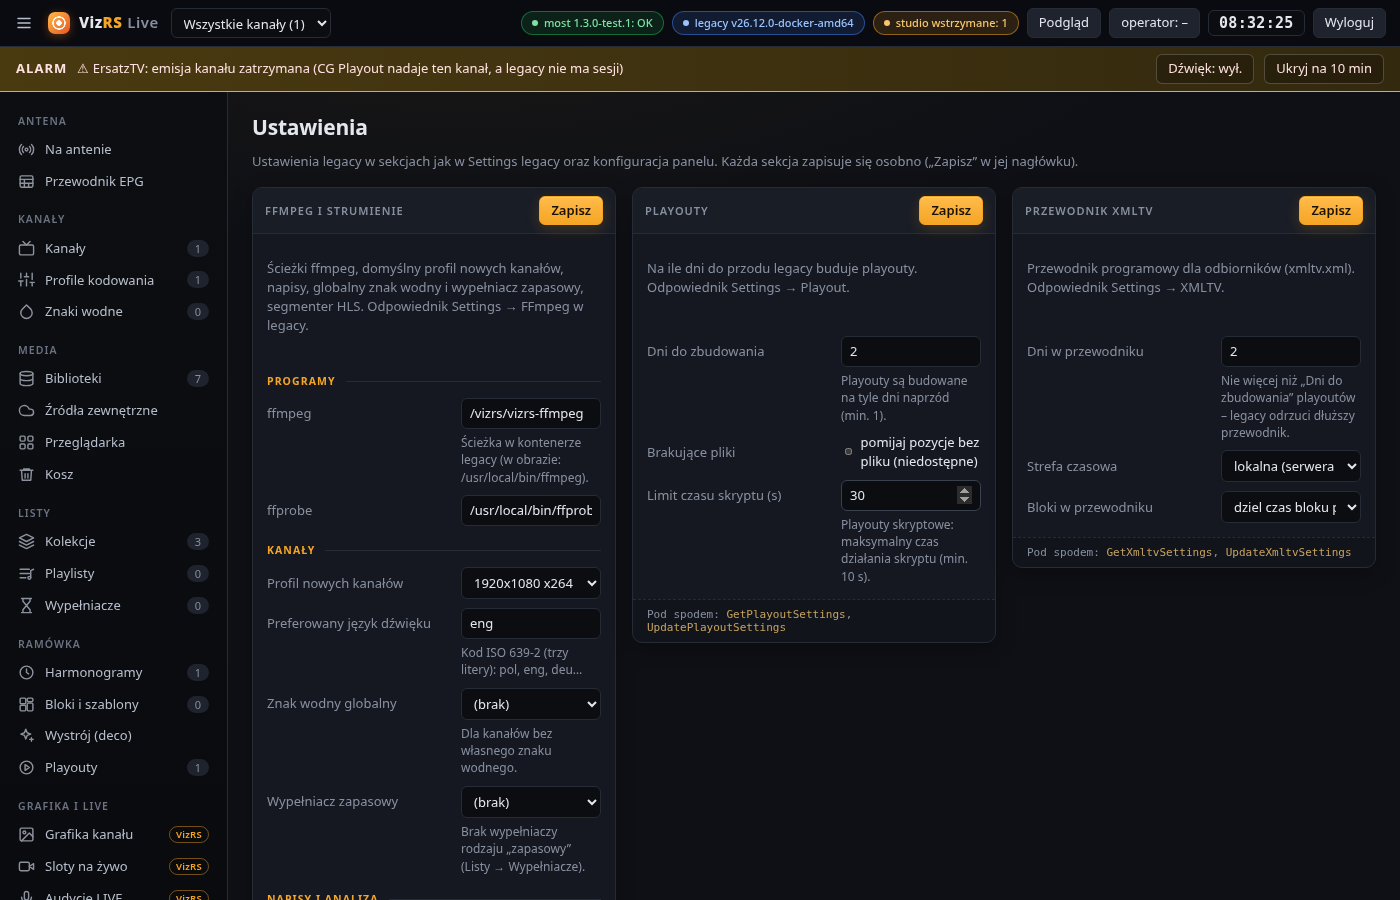 VizRS Live
Wszystkie kanały (1)
most 1.3.0-test.1: OK
legacy v26.12.0-docker-amd64
studio wstrzymane: 1
Podgląd
operator: –
08:32:25
Wyloguj
ALARM ⚠ ErsatzTV: emisja kanału zatrzymana (CG Playout nadaje ten kanał, a legacy nie ma sesji)
Dźwięk: wył.
Ukryj na 10 min
ANTENA
Na antenie
Przewodnik EPG
KANAŁY
Kanały 1
Profile kodowania 1
Znaki wodne 0
MEDIA
Biblioteki 7
Źródła zewnętrzne
Przeglądarka
Kosz
LISTY
Kolekcje 3
Playlisty 0
Wypełniacze 0
RAMÓWKA
Harmonogramy 1
Bloki i szablony 0
Wystrój (deco)
Playouty 1
GRAFIKA I LIVE
Grafika kanału VizRS
Sloty na żywo VizRS
Audycje LIVE VizRS
Ustawienia
Ustawienia legacy w sekcjach jak w Settings legacy oraz konfiguracja panelu. Każda sekcja zapisuje się osobno („Zapisz” w jej nagłówku).
FFMPEG I STRUMIENIE
Zapisz
Ścieżki ffmpeg, domyślny profil nowych kanałów,
napisy, globalny znak wodny i wypełniacz zapasowy,
segmenter HLS. Odpowiednik Settings → FFmpeg w
legacy.
PROGRAMY
ffmpeg
/vizrs/vizrs-ffmpeg
Ścieżka w kontenerze
legacy (w obrazie:
/usr/local/bin/ffmpeg).
ffprobe
/usr/local/bin/ffprob
KANAŁY
Profil nowych kanałów
1920x1080 x264
Preferowany język dźwięku
eng
Kod ISO 639-2 (trzy
litery): pol, eng, deu…
Znak wodny globalny
(brak)
Dla kanałów bez
własnego znaku
wodnego.
Wypełniacz zapasowy
(brak)
Brak wypełniaczy
rodzaju „zapasowy”
(Listy → Wypełniacze).
NAPISY I ANALIZA
PLAYOUTY
Zapisz
Na ile dni do przodu legacy buduje playouty.
Odpowiednik Settings → Playout.
Dni do zbudowania
2
Playouty są budowane
na tyle dni naprzód
(min. 1).
Brakujące pliki
pomijaj pozycje bez
pliku (niedostępne)
Limit czasu skryptu (s)
30
Playouty skryptowe:
maksymalny czas
działania skryptu (min.
10 s).
Pod spodem: GetPlayoutSettings,
UpdatePlayoutSettings
PRZEWODNIK XMLTV
Zapisz
Przewodnik programowy dla odbiorników (xmltv.xml).
Odpowiednik Settings → XMLTV.
Dni w przewodniku
2
Nie więcej niż „Dni do
zbudowania” playoutów
– legacy odrzuci dłuższy
przewodnik.
Strefa czasowa
lokalna (serwera
Bloki w przewodniku
dziel czas bloku p
Pod spodem: GetXmltvSettings, UpdateXmltvSettings